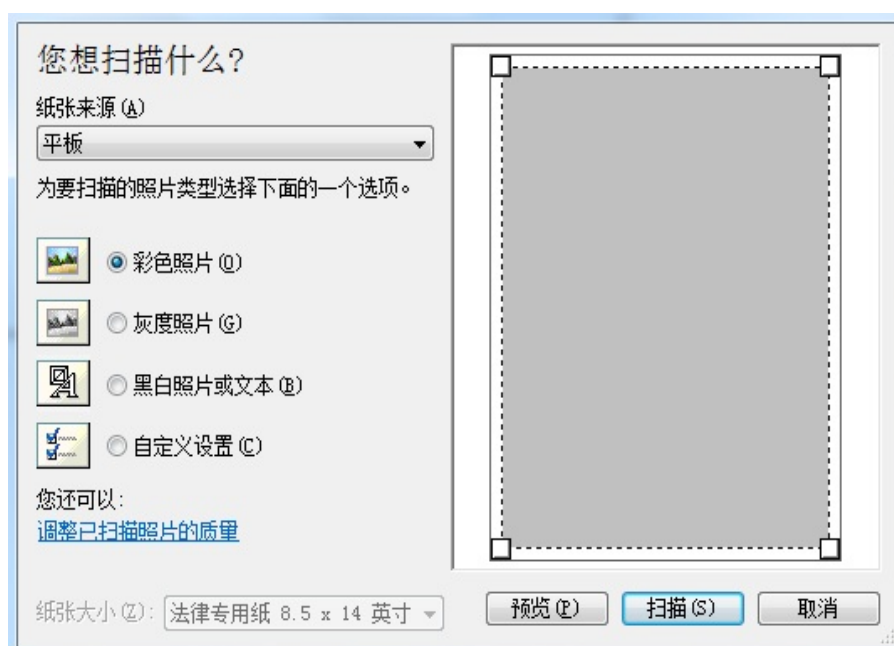 您想扫描什么?
纸张来源(A)
平板
为要扫描的照片类型选择下面的一个选项。
彩色照片(O)
灰度照片(G)
黑白照片或文本(B)
自定义设置(C)
您还可以:
调整已扫描照片的质量
纸张大小(Z): 法律专用纸 8.5 x 14 英寸
预览(P) 扫描(S) 取消